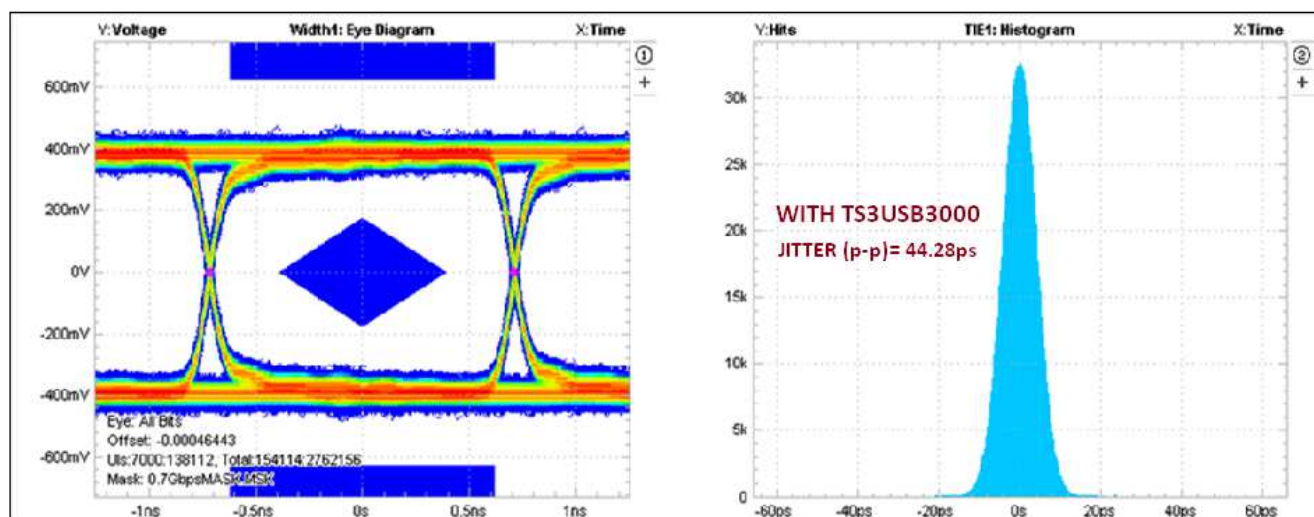 Y:Voltage Width1: Eye Diagram X:Time
1
+
600mV
400mV
200mV
0V
-200mV
-400mV
-600mV
Eye: All Bits
Offset: -0.00046443
UIs:7000:138112, Total:154114:2762156
Mask: 0.7GbpsMASK.MSK
-1ns -0.5ns 0s 0.5ns 1ns
Y:Hits TIE1: Histogram X:Time
2
+
30k
25k
20k
15k
10k
5k
0
WITH TS3USB3000
JITTER (p-p)= 44.28ps
-60ps -40ps -20ps 0s 20ps 40ps 60ps